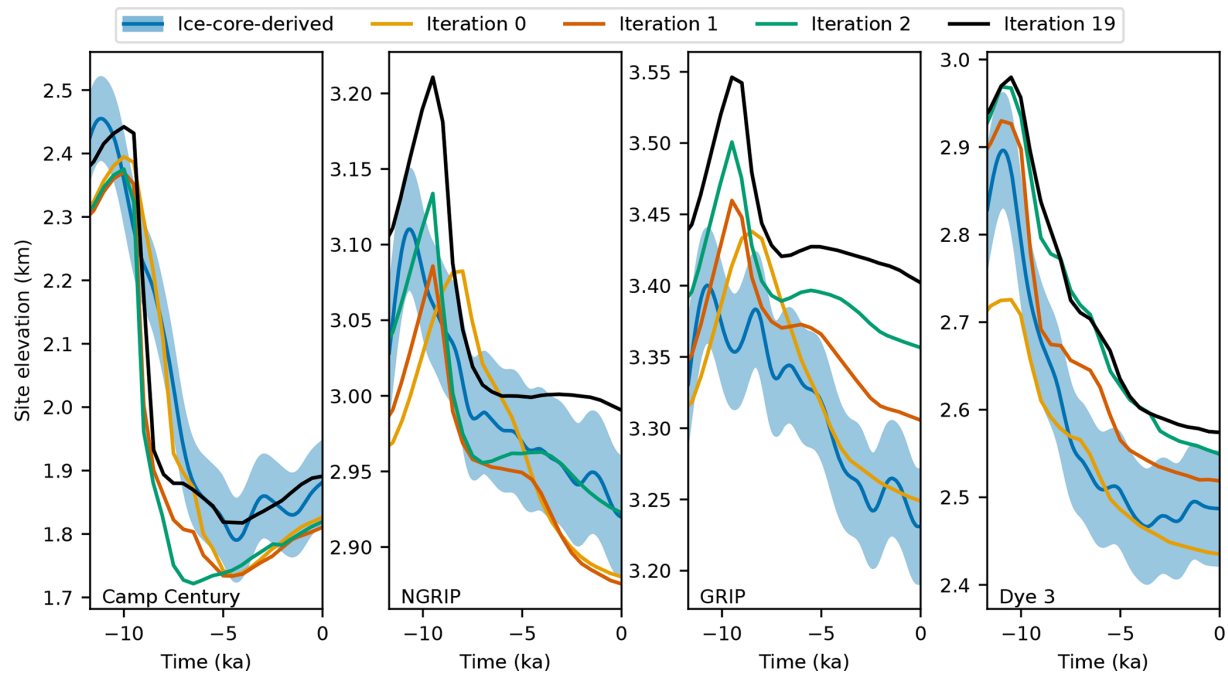 Ice-core-derived Iteration 0 Iteration 1 Iteration 2 Iteration 19
Site elevation (km)
2.5
2.4
2.3
2.2
2.1
2.0
1.9
1.8
1.7
Camp Century
−10 −5 0
Time (ka)
3.20
3.15
3.10
3.05
3.00
2.95
2.90
NGRIP
−10 −5 0
Time (ka)
3.55
3.50
3.45
3.40
3.35
3.30
3.25
3.20
GRIP
−10 −5 0
Time (ka)
3.0
2.9
2.8
2.7
2.6
2.5
2.4
Dye 3
−10 −5 0
Time (ka)